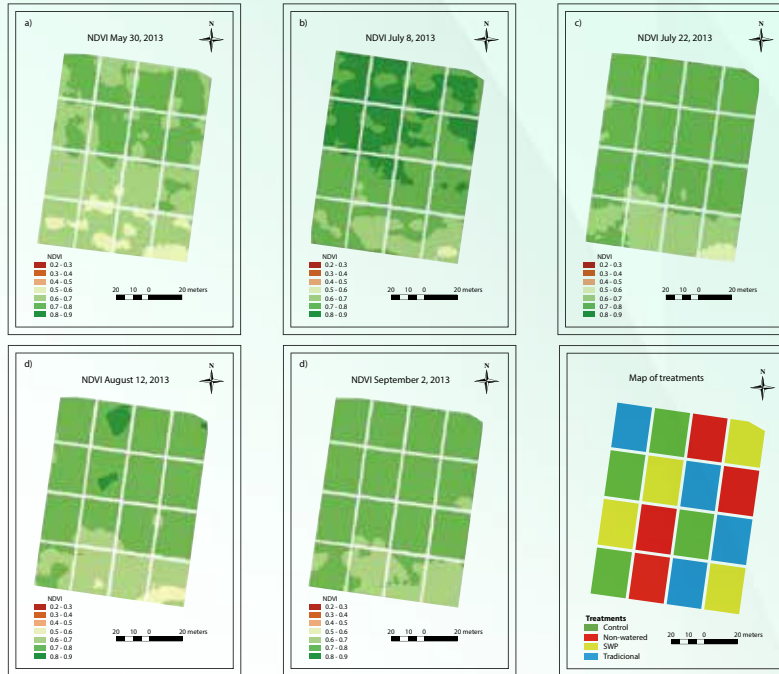 a)
NDVI May 30, 2013
N
NDVI
0.2 - 0.3
0.3 - 0.4
0.4 - 0.5
0.5 - 0.6
0.6 - 0.7
0.7 - 0.8
0.8 - 0.9
20 10 0 20 meters
b)
NDVI July 8, 2013
N
NDVI
0.2 - 0.3
0.3 - 0.4
0.4 - 0.5
0.5 - 0.6
0.6 - 0.7
0.7 - 0.8
0.8 - 0.9
20 10 0 20 meters
c)
NDVI July 22, 2013
N
NDVI
0.2 - 0.3
0.3 - 0.4
0.4 - 0.5
0.5 - 0.6
0.6 - 0.7
0.7 - 0.8
0.8 - 0.9
20 10 0 20 meters
d)
NDVI August 12, 2013
N
NDVI
0.2 - 0.3
0.3 - 0.4
0.4 - 0.5
0.5 - 0.6
0.6 - 0.7
0.7 - 0.8
0.8 - 0.9
20 10 0 20 meters
d)
NDVI September 2, 2013
N
NDVI
0.2 - 0.3
0.3 - 0.4
0.4 - 0.5
0.5 - 0.6
0.6 - 0.7
0.7 - 0.8
0.8 - 0.9
20 10 0 20 meters
Map of treatments
N
Treatments
Control
Non-watered
SWP
Tradicional
20 10 0 20 meters